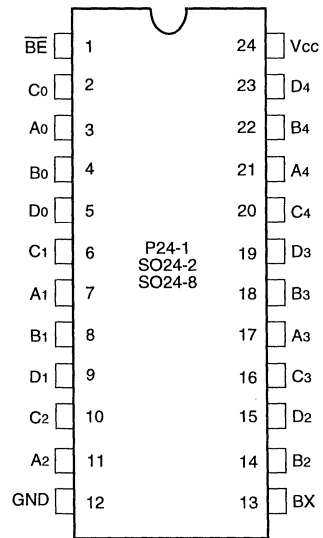 B̅E̅ 1 24 Vcc
C0 2 23 D4
A0 3 22 B4
B0 4 21 A4
D0 5 20 C4
C1 6 19 D3
P24-1
SO24-2
SO24-8
A1 7 18 B3
B1 8 17 A3
D1 9 16 C3
C2 10 15 D2
A2 11 14 B2
GND 12 13 BX